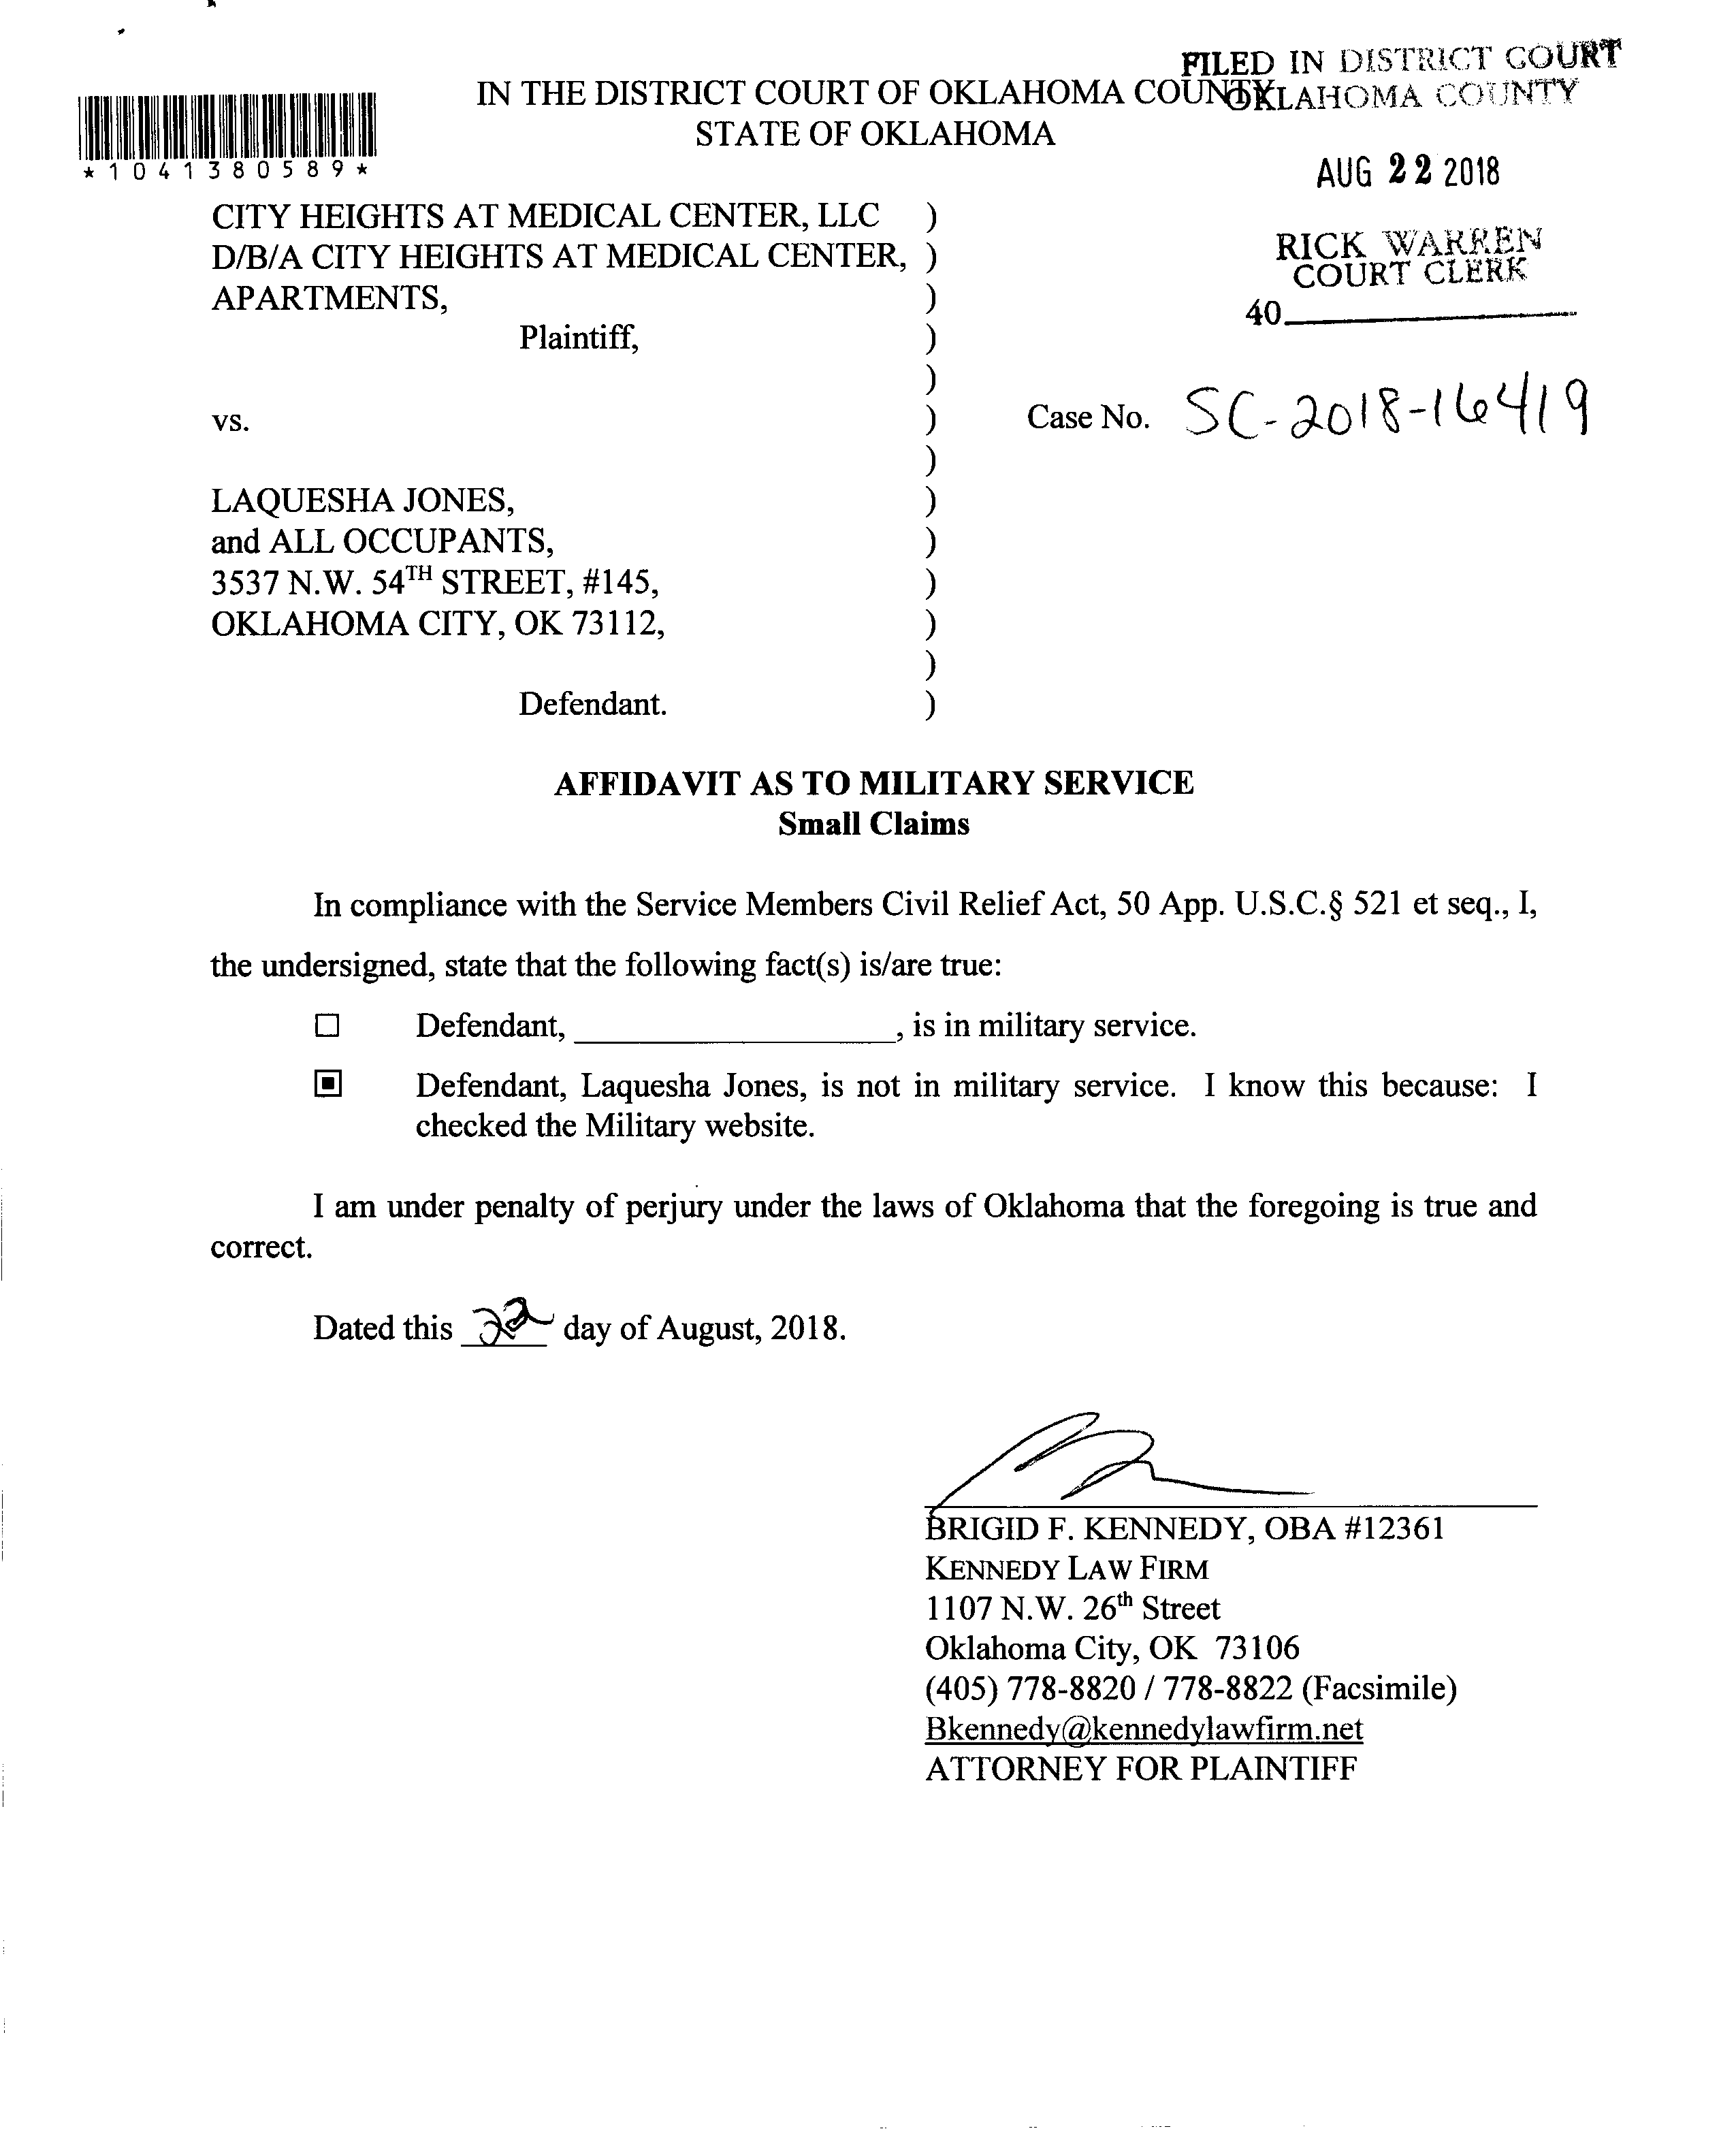 FILED IN DISTRICT COURT
OKLAHOMA COUNTY
IN THE DISTRICT COURT OF OKLAHOMA COUNTY
STATE OF OKLAHOMA
*1041380589*
AUG 22 2018
RICK WARREN
COURT CLERK
40
CITY HEIGHTS AT MEDICAL CENTER, LLC )
D/B/A CITY HEIGHTS AT MEDICAL CENTER, )
APARTMENTS, )
Plaintiff, )
)
vs. ) Case No. SC-2018-16419
)
LAQUESHA JONES, )
and ALL OCCUPANTS, )
3537 N.W. 54TH STREET, #145, )
OKLAHOMA CITY, OK 73112, )
)
Defendant. )
AFFIDAVIT AS TO MILITARY SERVICE
Small Claims
In compliance with the Service Members Civil Relief Act, 50 App. U.S.C.§ 521 et seq., I,
the undersigned, state that the following fact(s) is/are true:
☐ Defendant, ____________________, is in military service.
▣ Defendant, Laquesha Jones, is not in military service. I know this because: I
checked the Military website.
I am under penalty of perjury under the laws of Oklahoma that the foregoing is true and
correct.
Dated this 22 day of August, 2018.
BRIGID F. KENNEDY, OBA #12361
KENNEDY LAW FIRM
1107 N.W. 26th Street
Oklahoma City, OK 73106
(405) 778-8820 / 778-8822 (Facsimile)
Bkennedy@kennedylawfirm.net
ATTORNEY FOR PLAINTIFF